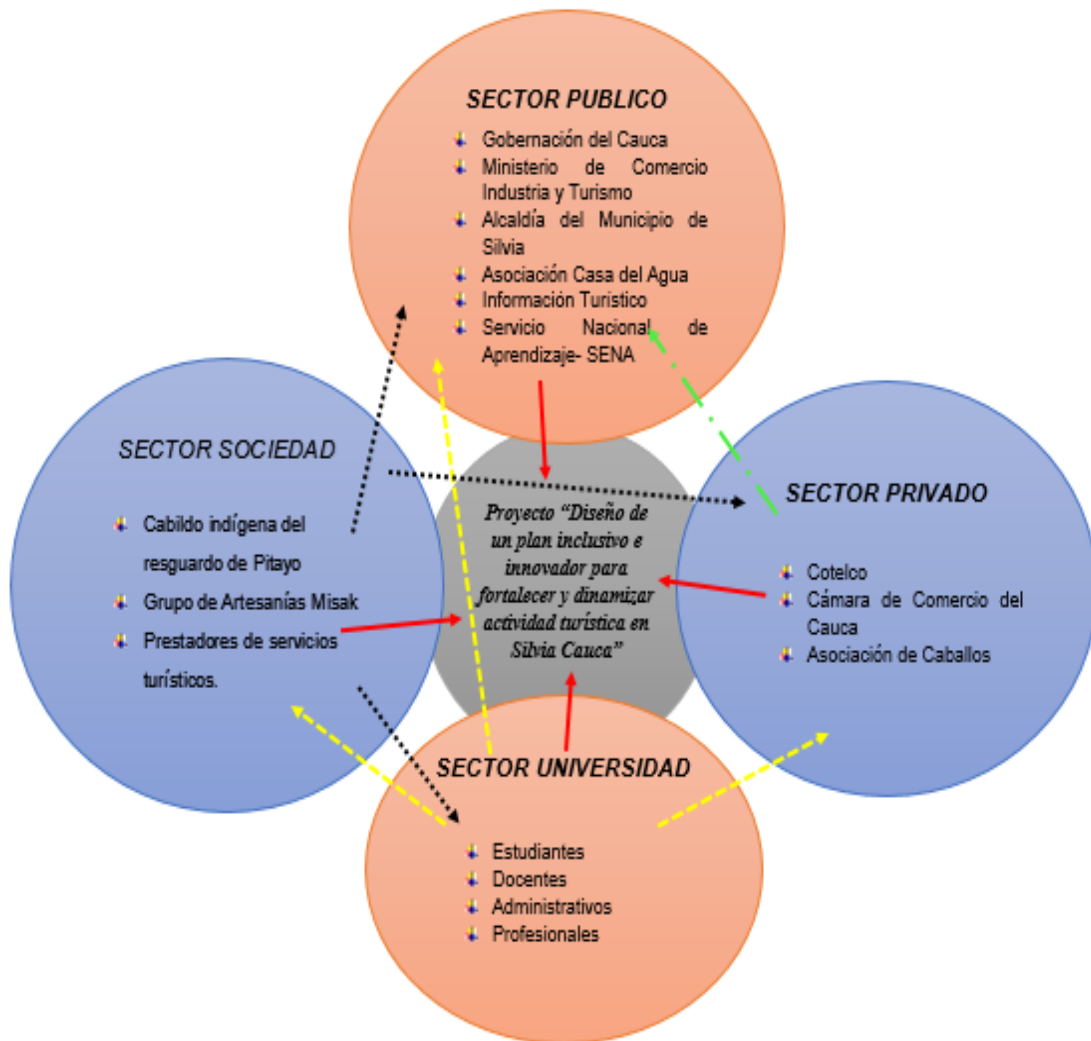 SECTOR PUBLICO
Gobernación del Cauca
Ministerio de Comercio
Industria y Turismo
Alcaldía del Municipio de
Silvia
Asociación Casa del Agua
Información Turistico
Servicio Nacional de
Aprendizaje- SENA
SECTOR SOCIEDAD
Cabildo indígena del
resguardo de Pitayo
Grupo de Artesanías Misak
Prestadores de servicios
turísticos.
Proyecto “Diseño de
un plan inclusivo e
innovador para
fortalecer y dinamizar
actividad turística en
Silvia Cauca”
SECTOR PRIVADO
Cotelco
Cámara de Comercio del
Cauca
Asociación de Caballos
SECTOR UNIVERSIDAD
Estudiantes
Docentes
Administrativos
Profesionales